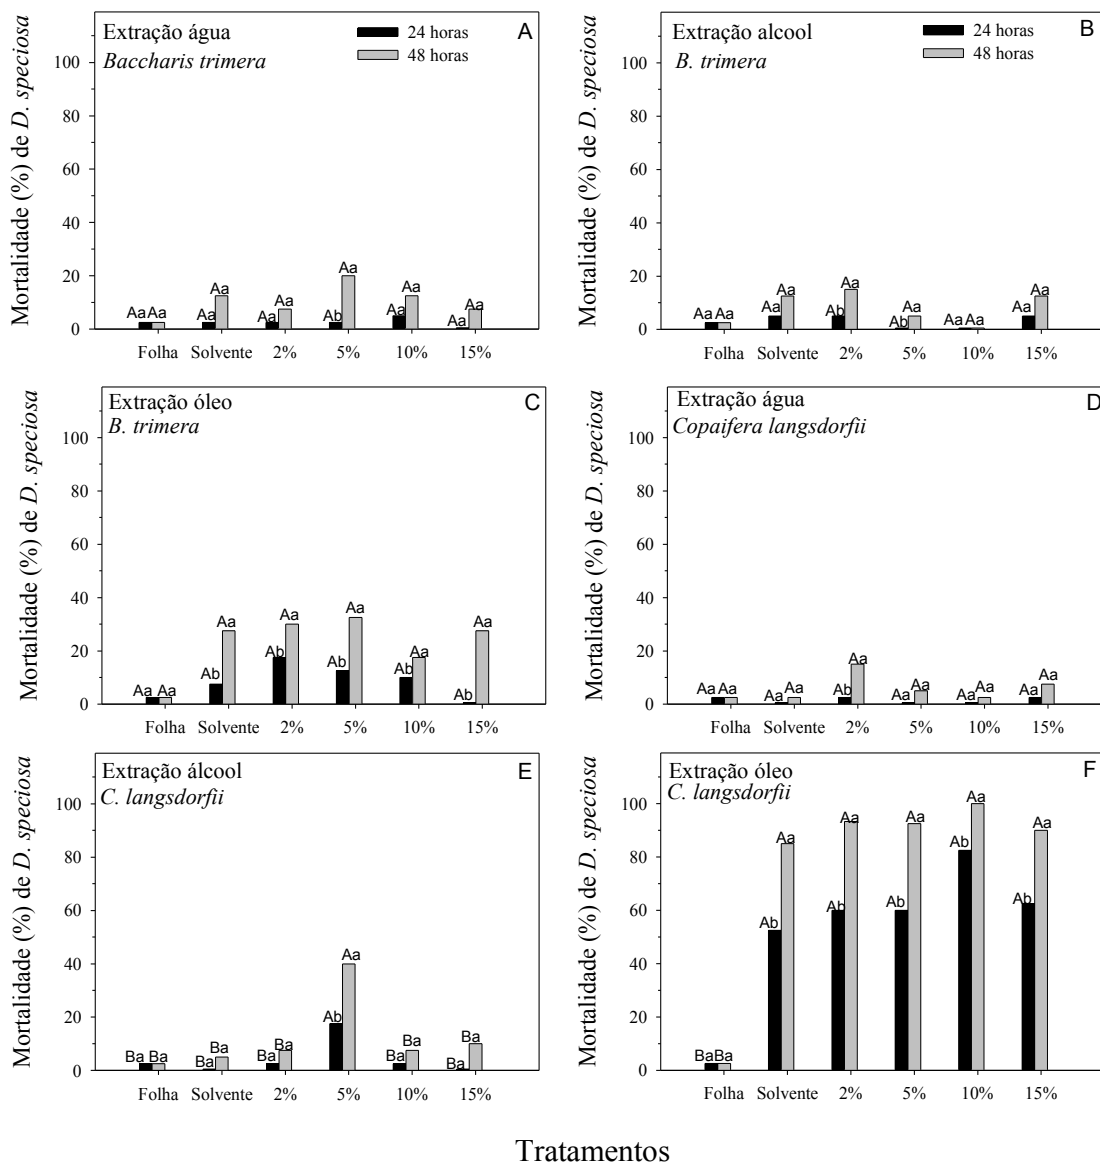 Extração água
Baccharis trimera
24 horas
48 horas
A
Mortalidade (%) de D. speciosa
100
80
60
40
20
0
Aa Aa
Aa Aa
Aa Aa
Ab Aa
Aa Aa
Aa Aa
Folha Solvente 2% 5% 10% 15%
Extração alcool
B. trimera
24 horas
48 horas
B
Mortalidade (%) de D. speciosa
100
80
60
40
20
0
Aa Aa
Aa Aa
Ab Aa
Ab Aa
Aa Aa
Aa Aa
Folha Solvente 2% 5% 10% 15%
Extração óleo
B. trimera
C
Mortalidade (%) de D. speciosa
100
80
60
40
20
0
Aa Aa
Ab Aa
Ab Aa
Ab Aa
Ab Aa
Ab Aa
Folha Solvente 2% 5% 10% 15%
Extração água
Copaifera langsdorfii
D
Mortalidade (%) de D. speciosa
100
80
60
40
20
0
Aa Aa
Aa Aa
Ab Aa
Aa Aa
Aa Aa
Aa Aa
Folha Solvente 2% 5% 10% 15%
Extração álcool
C. langsdorfii
E
Mortalidade (%) de D. speciosa
100
80
60
40
20
0
Ba Ba
Ba Ba
Ba Ba
Ab Aa
Ba Ba
Ba Ba
Folha Solvente 2% 5% 10% 15%
Extração óleo
C. langsdorfii
F
Mortalidade (%) de D. speciosa
100
80
60
40
20
0
BaBa
Ab Aa
Ab Aa
Ab Aa
Ab Aa
Ab Aa
Folha Solvente 2% 5% 10% 15%
Tratamentos